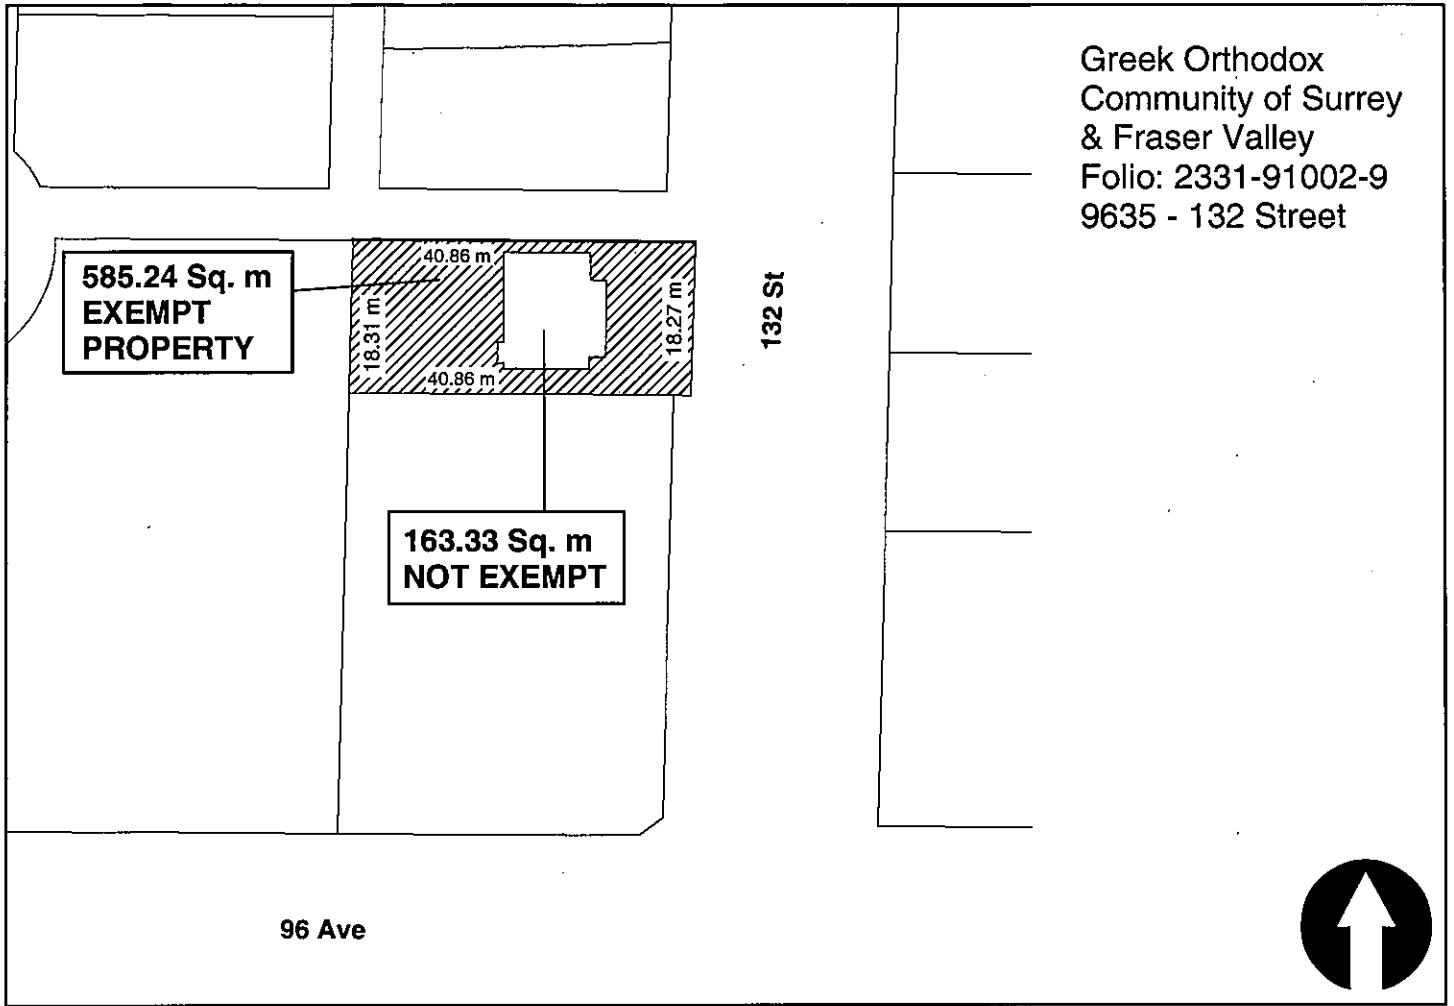 Greek Orthodox
Community of Surrey
& Fraser Valley
Folio: 2331-91002-9
9635 - 132 Street
585.24 Sq. m
EXEMPT
PROPERTY
40.86 m
18.31 m
18.27 m
40.86 m
132 St
163.33 Sq. m
NOT EXEMPT
96 Ave